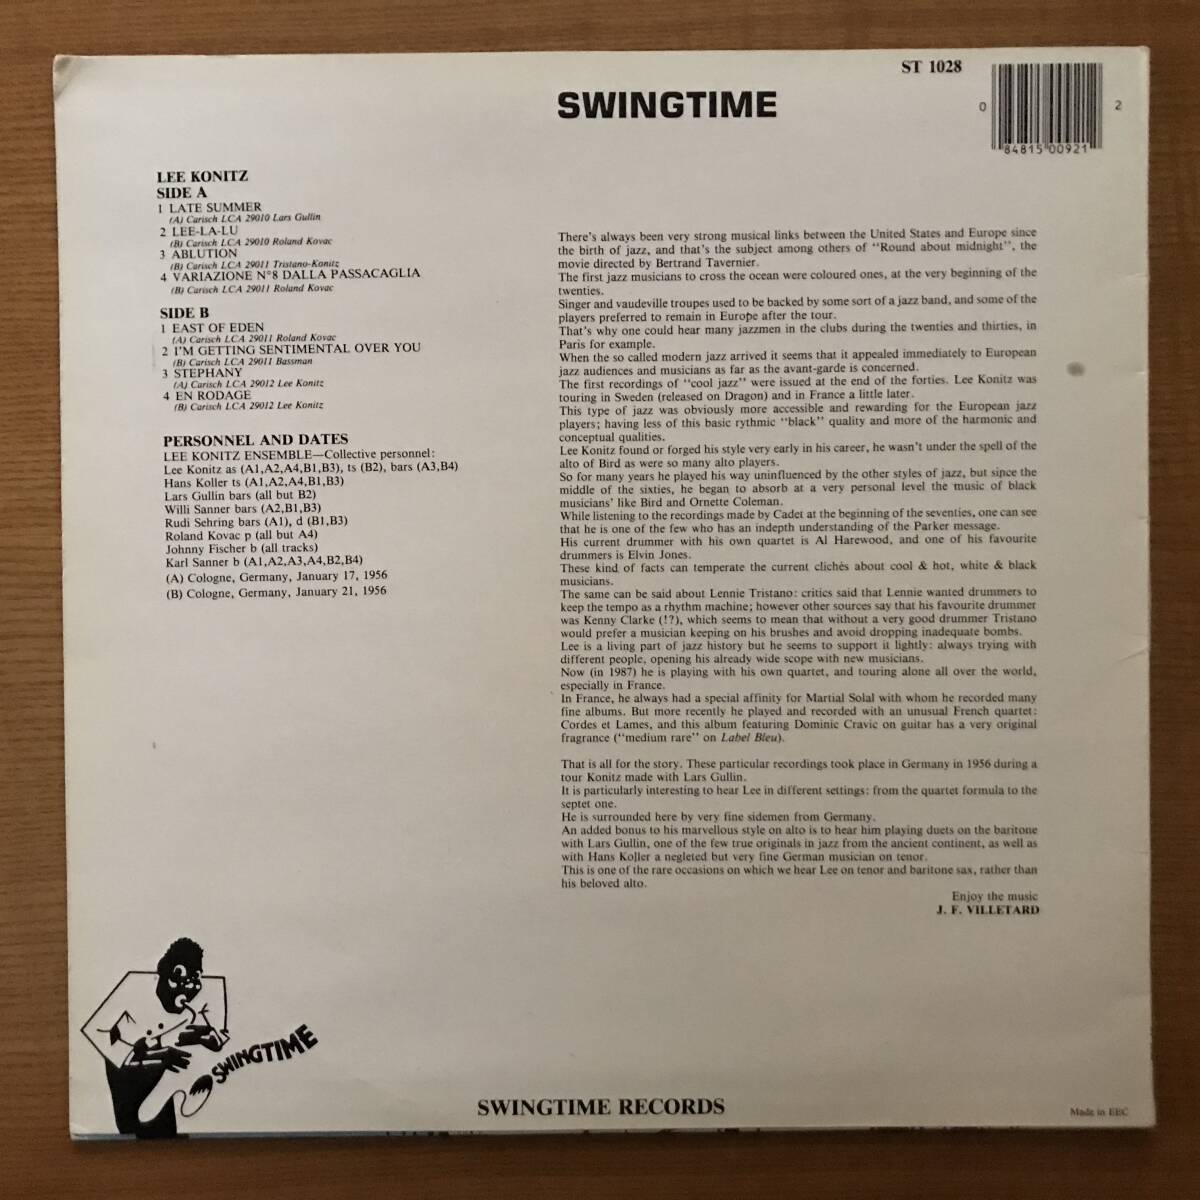 ST 1028
SWINGTIME
0
2
84815 00921
LEE KONITZ
SIDE A
1 LATE SUMMER
(A) Carisch LCA 29010 Lars Gullin
2 LEE-LA-LU
(B) Carisch LCA 29010 Roland Kovac
3 ABLUTION
(B) Carisch LCA 29011 Tristano-Konitz
4 VARIAZIONE N°8 DALLA PASSACAGLIA
(B) Carisch LCA 29011 Roland Kovac
SIDE B
1 EAST OF EDEN
(A) Carisch LCA 29011 Roland Kovac
2 I'M GETTING SENTIMENTAL OVER YOU
(B) Carisch LCA 29011 Bassman
3 STEPHANY
(A) Carisch LCA 29012 Lee Konitz
4 EN RODAGE
(B) Carisch LCA 29012 Lee Konitz
PERSONNEL AND DATES
LEE KONITZ ENSEMBLE—Collective personnel:
Lee Konitz as (A1,A2,A4,B1,B3), ts (B2), bars (A3,B4)
Hans Koller ts (A1,A2,A4,B1,B3)
Lars Gullin bars (all but B2)
Willi Sanner bars (A2,B1,B3)
Rudi Sehring bars (A1), d (B1,B3)
Roland Kovac p (all but A4)
Johnny Fischer b (all tracks)
Karl Sanner b (A1,A2,A3,A4,B2,B4)
(A) Cologne, Germany, January 17, 1956
(B) Cologne, Germany, January 21, 1956
There's always been very strong musical links between the United States and Europe since
the birth of jazz, and that's the subject among others of "Round about midnight", the
movie directed by Bertrand Tavernier.
The first jazz musicians to cross the ocean were coloured ones, at the very beginning of the
twenties.
Singer and vaudeville troupes used to be backed by some sort of a jazz band, and some of the
players preferred to remain in Europe after the tour.
That's why one could hear many jazzmen in the clubs during the twenties and thirties, in
Paris for example.
When the so called modern jazz arrived it seems that it appealed immediately to European
jazz audiences and musicians as far as the avant-garde is concerned.
The first recordings of "cool jazz" were issued at the end of the forties. Lee Konitz was
touring in Sweden (released on Dragon) and in France a little later.
This type of jazz was obviously more accessible and rewarding for the European jazz
players; having less of this basic rythmic "black" quality and more of the harmonic and
conceptual qualities.
Lee Konitz found or forged his style very early in his career, he wasn't under the spell of the
alto of Bird as were so many alto players.
So for many years he played his way uninfluenced by the other styles of jazz, but since the
middle of the sixties, he began to absorb at a very personal level the music of black
musicians' like Bird and Ornette Coleman.
While listening to the recordings made by Cadet at the beginning of the seventies, one can see
that he is one of the few who has an indepth understanding of the Parker message.
His current drummer with his own quartet is Al Harewood, and one of his favourite
drummers is Elvin Jones.
These kind of facts can temperate the current clichès about cool & hot, white & black
musicians.
The same can be said about Lennie Tristano: critics said that Lennie wanted drummers to
keep the tempo as a rhythm machine; however other sources say that his favourite drummer
was Kenny Clarke (!?), which seems to mean that without a very good drummer Tristano
would prefer a musician keeping on his brushes and avoid dropping inadequate bombs.
Lee is a living part of jazz history but he seems to support it lightly: always trying with
different people, opening his already wide scope with new musicians.
Now (in 1987) he is playing with his own quartet, and touring alone all over the world,
especially in France.
In France, he always had a special affinity for Martial Solal with whom he recorded many
fine albums. But more recently he played and recorded with an unusual French quartet:
Cordes et Lames, and this album featuring Dominic Cravic on guitar has a very original
fragrance ("medium rare" on Label Bleu).
That is all for the story. These particular recordings took place in Germany in 1956 during a
tour Konitz made with Lars Gullin.
It is particularly interesting to hear Lee in different settings: from the quartet formula to the
septet one.
He is surrounded here by very fine sidemen from Germany.
An added bonus to his marvellous style on alto is to hear him playing duets on the baritone
with Lars Gullin, one of the few true originals in jazz from the ancient continent, as well as
with Hans Koller a negleted but very fine German musician on tenor.
This is one of the rare occasions on which we hear Lee on tenor and baritone sax, rather than
his beloved alto.
Enjoy the music
J. F. VILLETARD
SWINGTIME
SWINGTIME RECORDS
Made in EEC